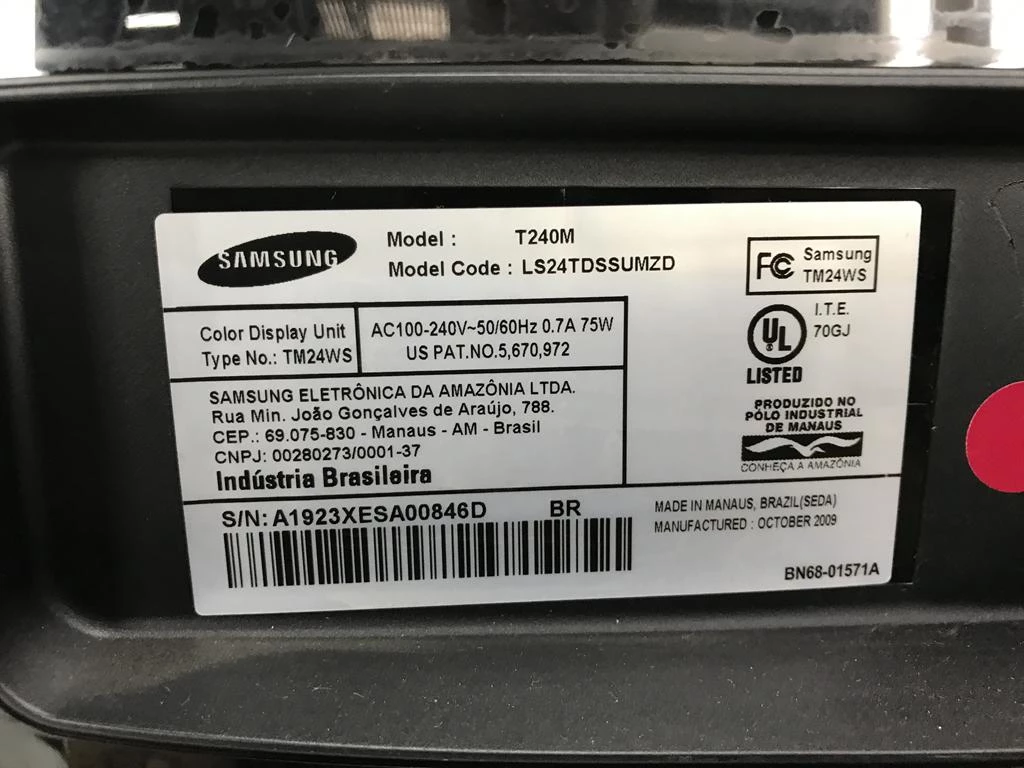 SAMSUNG
Model : T240M
Model Code : LS24TDSSUMZD
FC Samsung
TM24WS
Color Display Unit
Type No.: TM24WS
AC100-240V~50/60Hz 0.7A 75W
US PAT.NO.5,670,972
UL
LISTED
I.T.E.
70GJ
SAMSUNG ELETRÔNICA DA AMAZÔNIA LTDA.
Rua Min. João Gonçalves de Araújo, 788.
CEP.: 69.075-830 - Manaus - AM - Brasil
CNPJ: 00280273/0001-37
Indústria Brasileira
PRODUZIDO NO
PÓLO INDUSTRIAL
DE MANAUS
CONHEÇA A AMAZÔNIA
S/N: A1923XESA00846D BR
MADE IN MANAUS, BRAZIL(SEDA)
MANUFACTURED : OCTOBER 2009
BN68-01571A